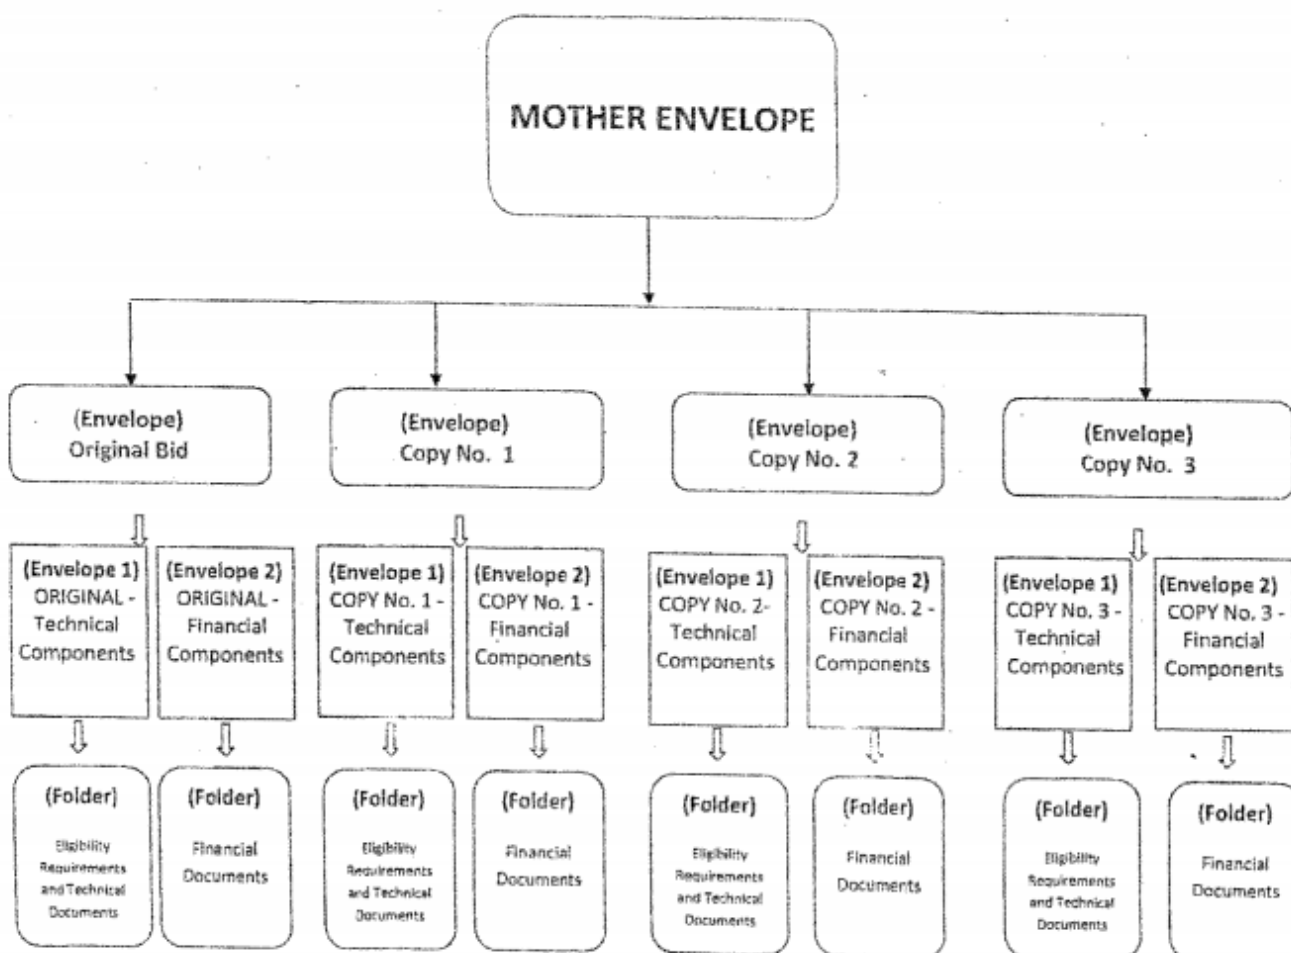 MOTHER ENVELOPE
(Envelope)
Original Bid
(Envelope)
Copy No. 1
(Envelope)
Copy No. 2
(Envelope)
Copy No. 3
(Envelope 1)
ORIGINAL -
Technical
Components
(Envelope 2)
ORIGINAL -
Financial
Components
(Envelope 1)
COPY No. 1 -
Technical
Components
(Envelope 2)
COPY No. 1 -
Financial
Components
(Envelope 1)
COPY No. 2-
Technical
Components
(Envelope 2)
COPY No. 2 -
Financial
Components
(Envelope 1)
COPY No. 3 -
Technical
Components
(Envelope 2)
COPY No. 3 -
Financial
Components
(Folder)
Eligibility
Requirements
and Technical
Documents
(Folder)
Financial
Documents
(Folder)
Eligibility
Requirements
and Technical
Documents
(Folder)
Financial
Documents
(Folder)
Eligibility
Requirements
and Technical
Documents
(Folder)
Financial
Documents
(Folder)
Eligibility
Requirements
and Technical
Documents
(Folder)
Financial
Documents